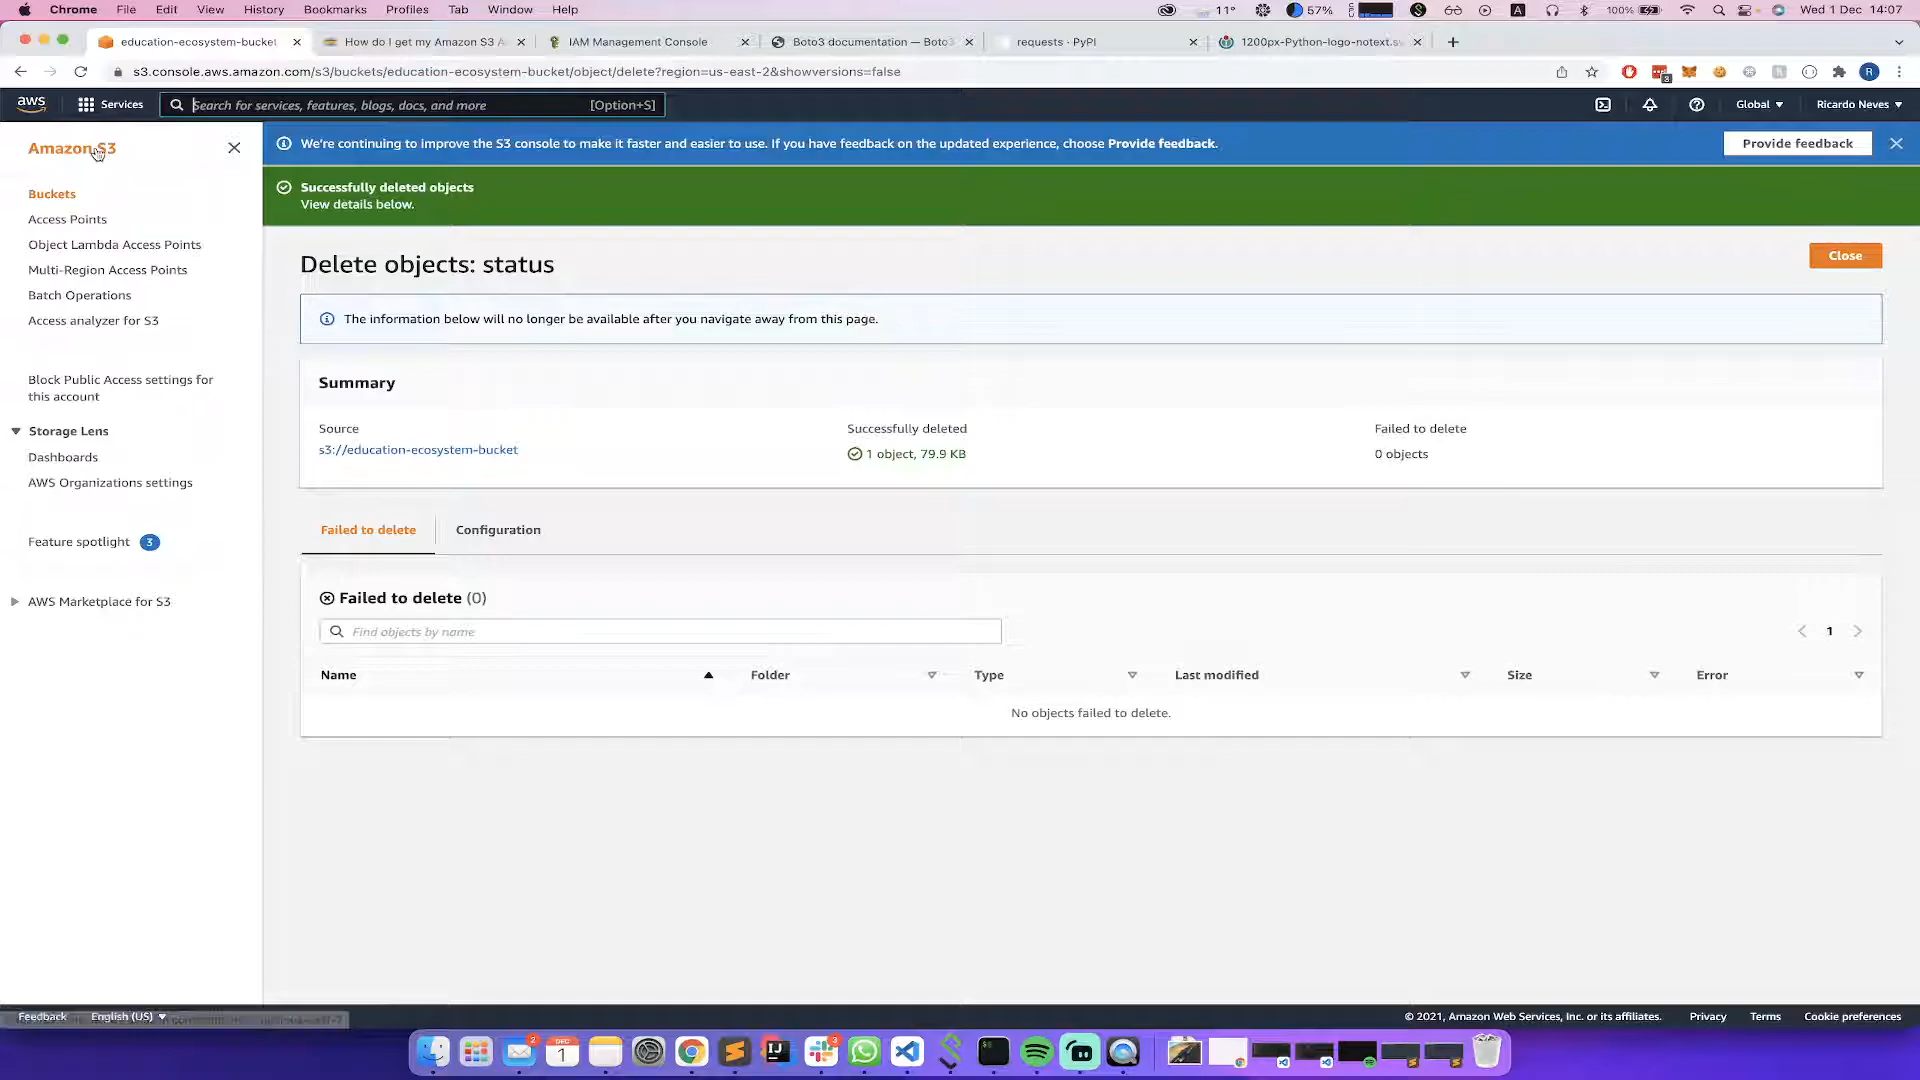 Chrome File Edit View History Bookmarks Profiles Tab Window Help 11° 57% 100% Wed 1 Dec 14:07
education-ecosystem-bucket How do I get my Amazon S3 A IAM Management Console Boto3 documentation — Boto3 requests · PyPI 1200px-Python-logo-notext.s
s3.console.aws.amazon.com/s3/buckets/education-ecosystem-bucket/object/delete?region=us-east-2&showversions=false
aws Services Search for services, features, blogs, docs, and more [Option+S] Global Ricardo Neves
Amazon S3
Buckets
Access Points
Object Lambda Access Points
Multi-Region Access Points
Batch Operations
Access analyzer for S3
Block Public Access settings for
this account
Storage Lens
Dashboards
AWS Organizations settings
Feature spotlight 3
AWS Marketplace for S3
We're continuing to improve the S3 console to make it faster and easier to use. If you have feedback on the updated experience, choose Provide feedback.
Provide feedback
Successfully deleted objects
View details below.
Delete objects: status
Close
The information below will no longer be available after you navigate away from this page.
Summary
Source Successfully deleted Failed to delete
s3://education-ecosystem-bucket 1 object, 79.9 KB 0 objects
Failed to delete Configuration
Failed to delete (0)
Find objects by name
1
Name Folder Type Last modified Size Error
No objects failed to delete.
Feedback English (US) © 2021, Amazon Web Services, Inc. or its affiliates. Privacy Terms Cookie preferences